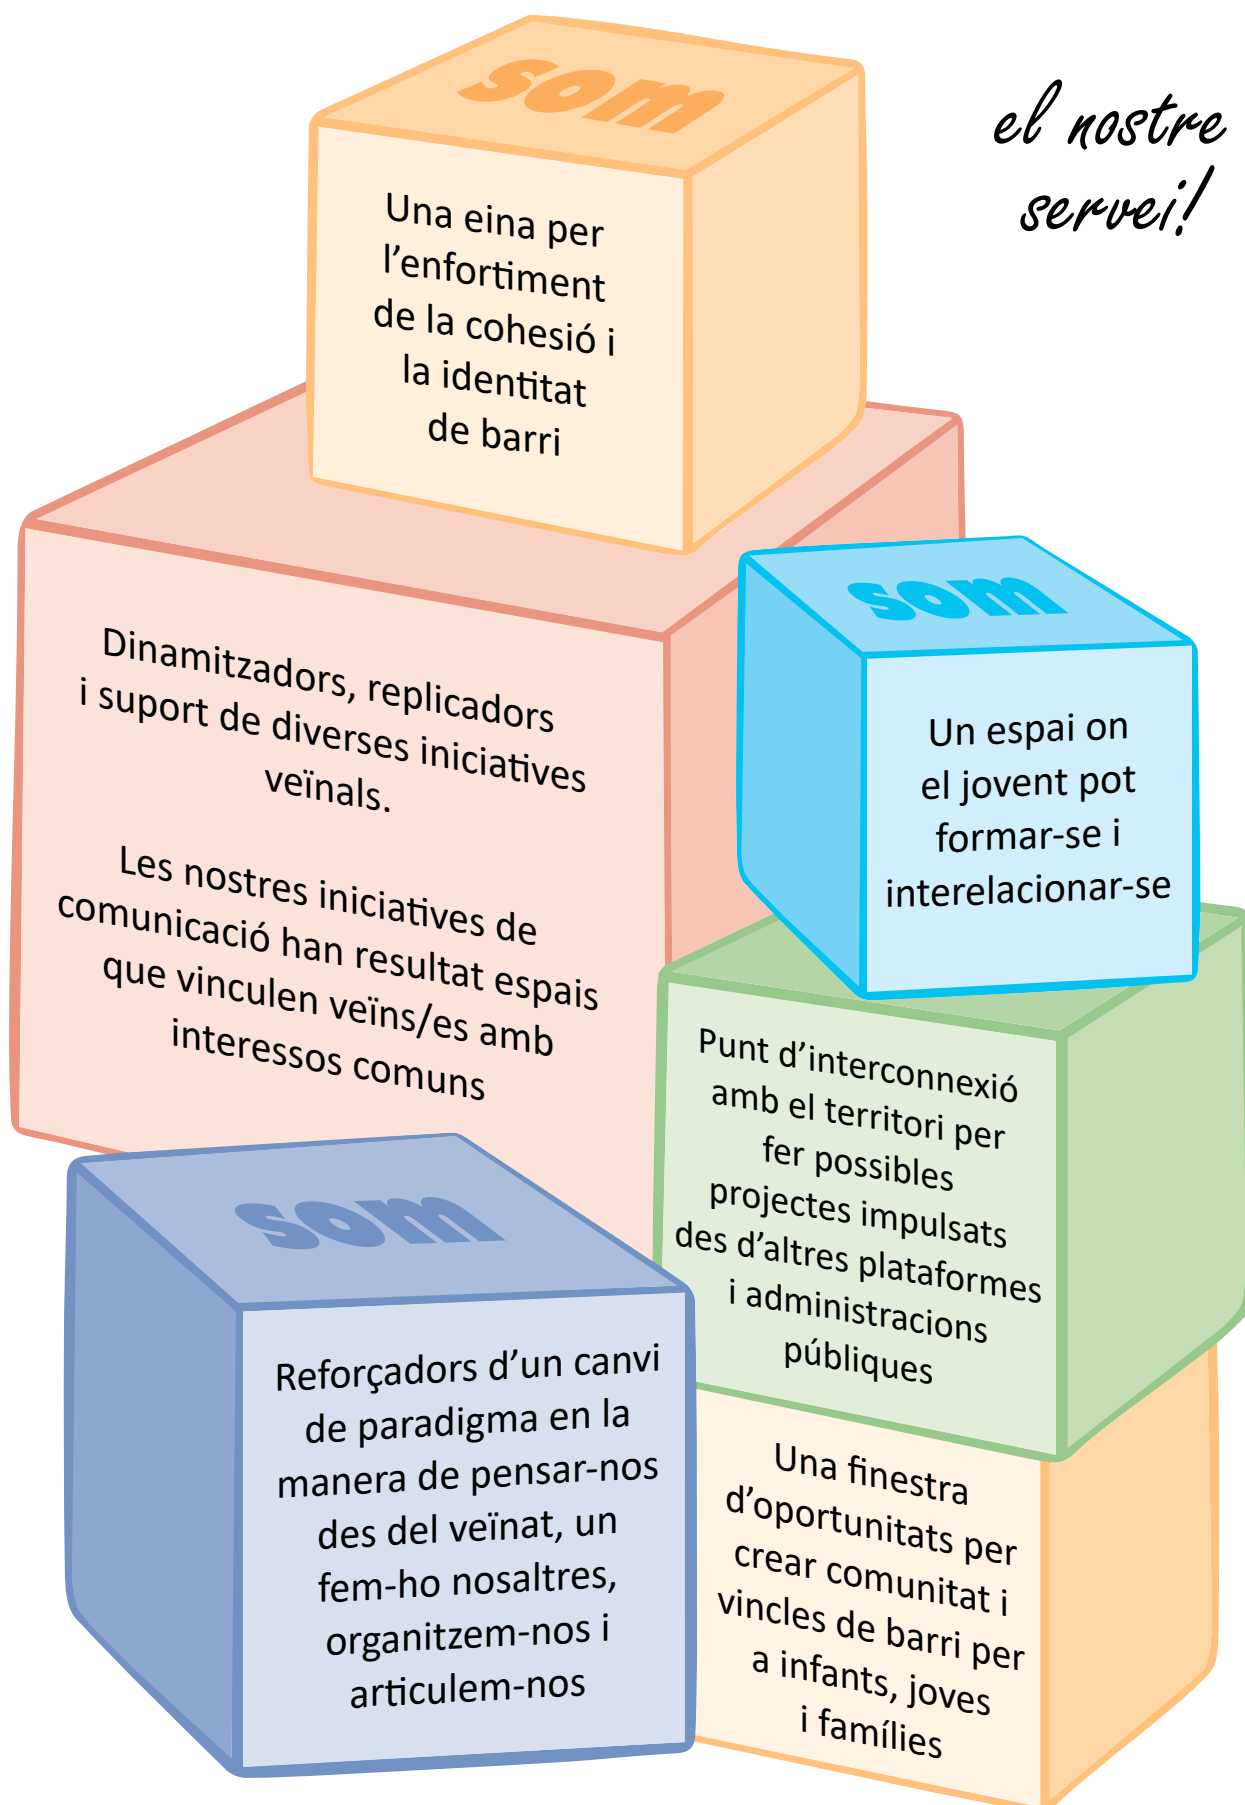 el nostre
servei!
som
Una eina per
l'enfortiment
de la cohesió i
la identitat
de barri
Dinamitzadors, replicadors
i suport de diverses iniciatives
veïnals.
Les nostres iniciatives de
comunicació han resultat espais
que vinculen veïns/es amb
interessos comuns
som
Un espai on
el jovent pot
formar-se i
interelacionar-se
Punt d'interconnexió
amb el territori per
fer possibles
projectes impulsats
des d'altres plataformes
i administracions
públiques
som
Reforçadors d'un canvi
de paradigma en la
manera de pensar-nos
des del veïnat, un
fem-ho nosaltres,
organitzem-nos i
articulem-nos
Una finestra
d'oportunitats per
crear comunitat i
vincles de barri per
a infants, joves
i famílies